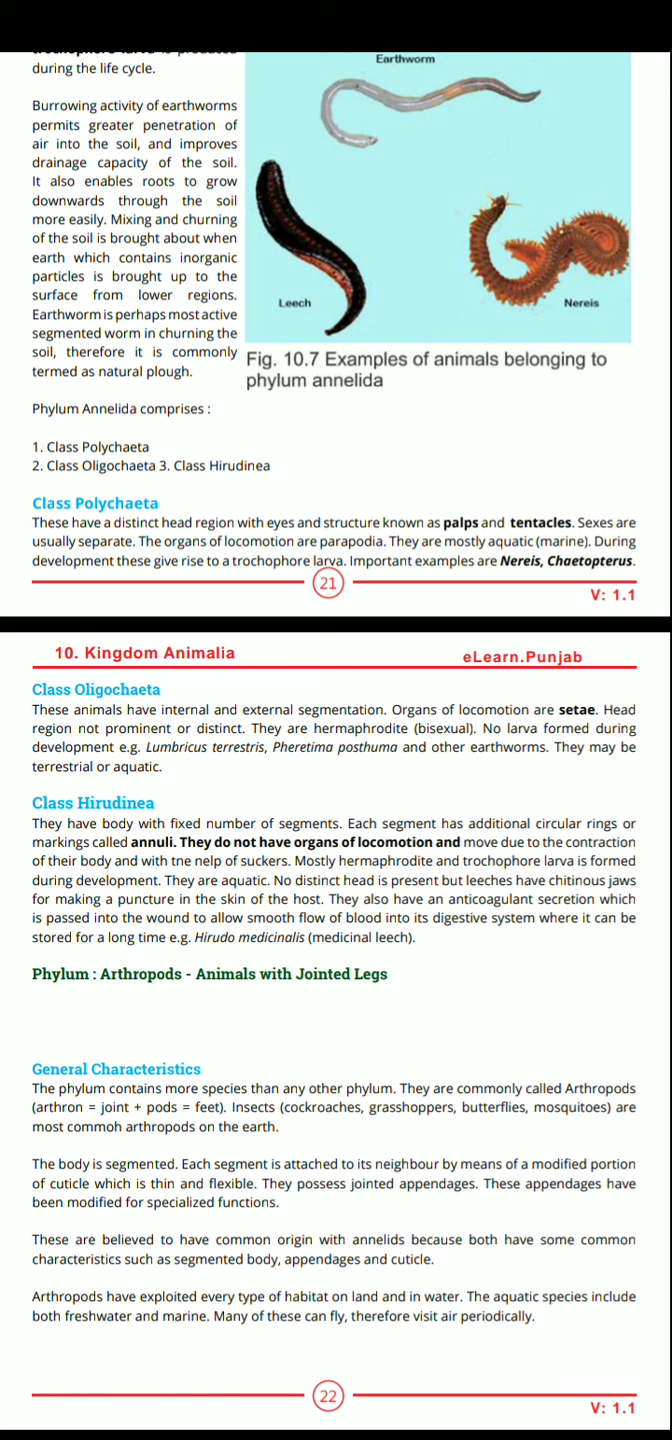 during the life cycle.
Burrowing activity of earthworms
permits greater penetration of
air into the soil, and improves
drainage capacity of the soil.
It also enables roots to grow
downwards through the soil
more easily. Mixing and churning
of the soil is brought about when
earth which contains inorganic
particles is brought up to the
surface from lower regions.
Earthworm is perhaps most active
segmented worm in churning the
soil, therefore it is commonly
termed as natural plough.
Earthworm
Leech
Nereis
Fig. 10.7 Examples of animals belonging to
phylum annelida
Phylum Annelida comprises :
1. Class Polychaeta
2. Class Oligochaeta 3. Class Hirudinea
Class Polychaeta
These have a distinct head region with eyes and structure known as palps and tentacles. Sexes are
usually separate. The organs of locomotion are parapodia. They are mostly aquatic (marine). During
development these give rise to a trochophore larva. Important examples are Nereis, Chaetopterus.
21
V: 1.1
10. Kingdom Animalia
eLearn.Punjab
Class Oligochaeta
These animals have internal and external segmentation. Organs of locomotion are setae. Head
region not prominent or distinct. They are hermaphrodite (bisexual). No larva formed during
development e.g. Lumbricus terrestris, Pheretima posthuma and other earthworms. They may be
terrestrial or aquatic.
Class Hirudinea
They have body with fixed number of segments. Each segment has additional circular rings or
markings called annuli. They do not have organs of locomotion and move due to the contraction
of their body and with tne nelp of suckers. Mostly hermaphrodite and trochophore larva is formed
during development. They are aquatic. No distinct head is present but leeches have chitinous jaws
for making a puncture in the skin of the host. They also have an anticoagulant secretion which
is passed into the wound to allow smooth flow of blood into its digestive system where it can be
stored for a long time e.g. Hirudo medicinalis (medicinal leech).
Phylum : Arthropods - Animals with Jointed Legs
General Characteristics
The phylum contains more species than any other phylum. They are commonly called Arthropods
(arthron = joint + pods = feet). Insects (cockroaches, grasshoppers, butterflies, mosquitoes) are
most commoh arthropods on the earth.
The body is segmented. Each segment is attached to its neighbour by means of a modified portion
of cuticle which is thin and flexible. They possess jointed appendages. These appendages have
been modified for specialized functions.
These are believed to have common origin with annelids because both have some common
characteristics such as segmented body, appendages and cuticle.
Arthropods have exploited every type of habitat on land and in water. The aquatic species include
both freshwater and marine. Many of these can fly, therefore visit air periodically.
22
V: 1.1